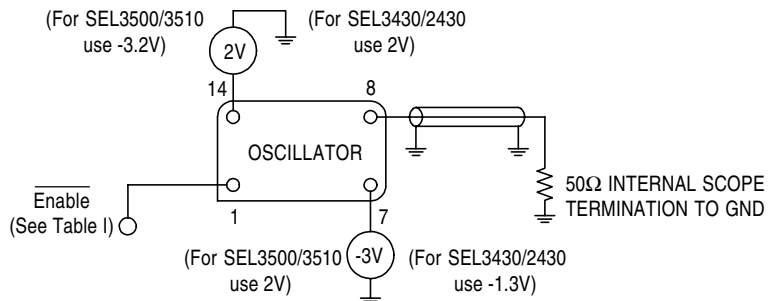 (For SEL3500/3510
use -3.2V)
2V
(For SEL3430/2430
use 2V)
14
8
OSCILLATOR
Enable
(See Table I)
1
7
50Ω INTERNAL SCOPE
TERMINATION TO GND
(For SEL3500/3510
use 2V)
-3V
(For SEL3430/2430
use -1.3V)